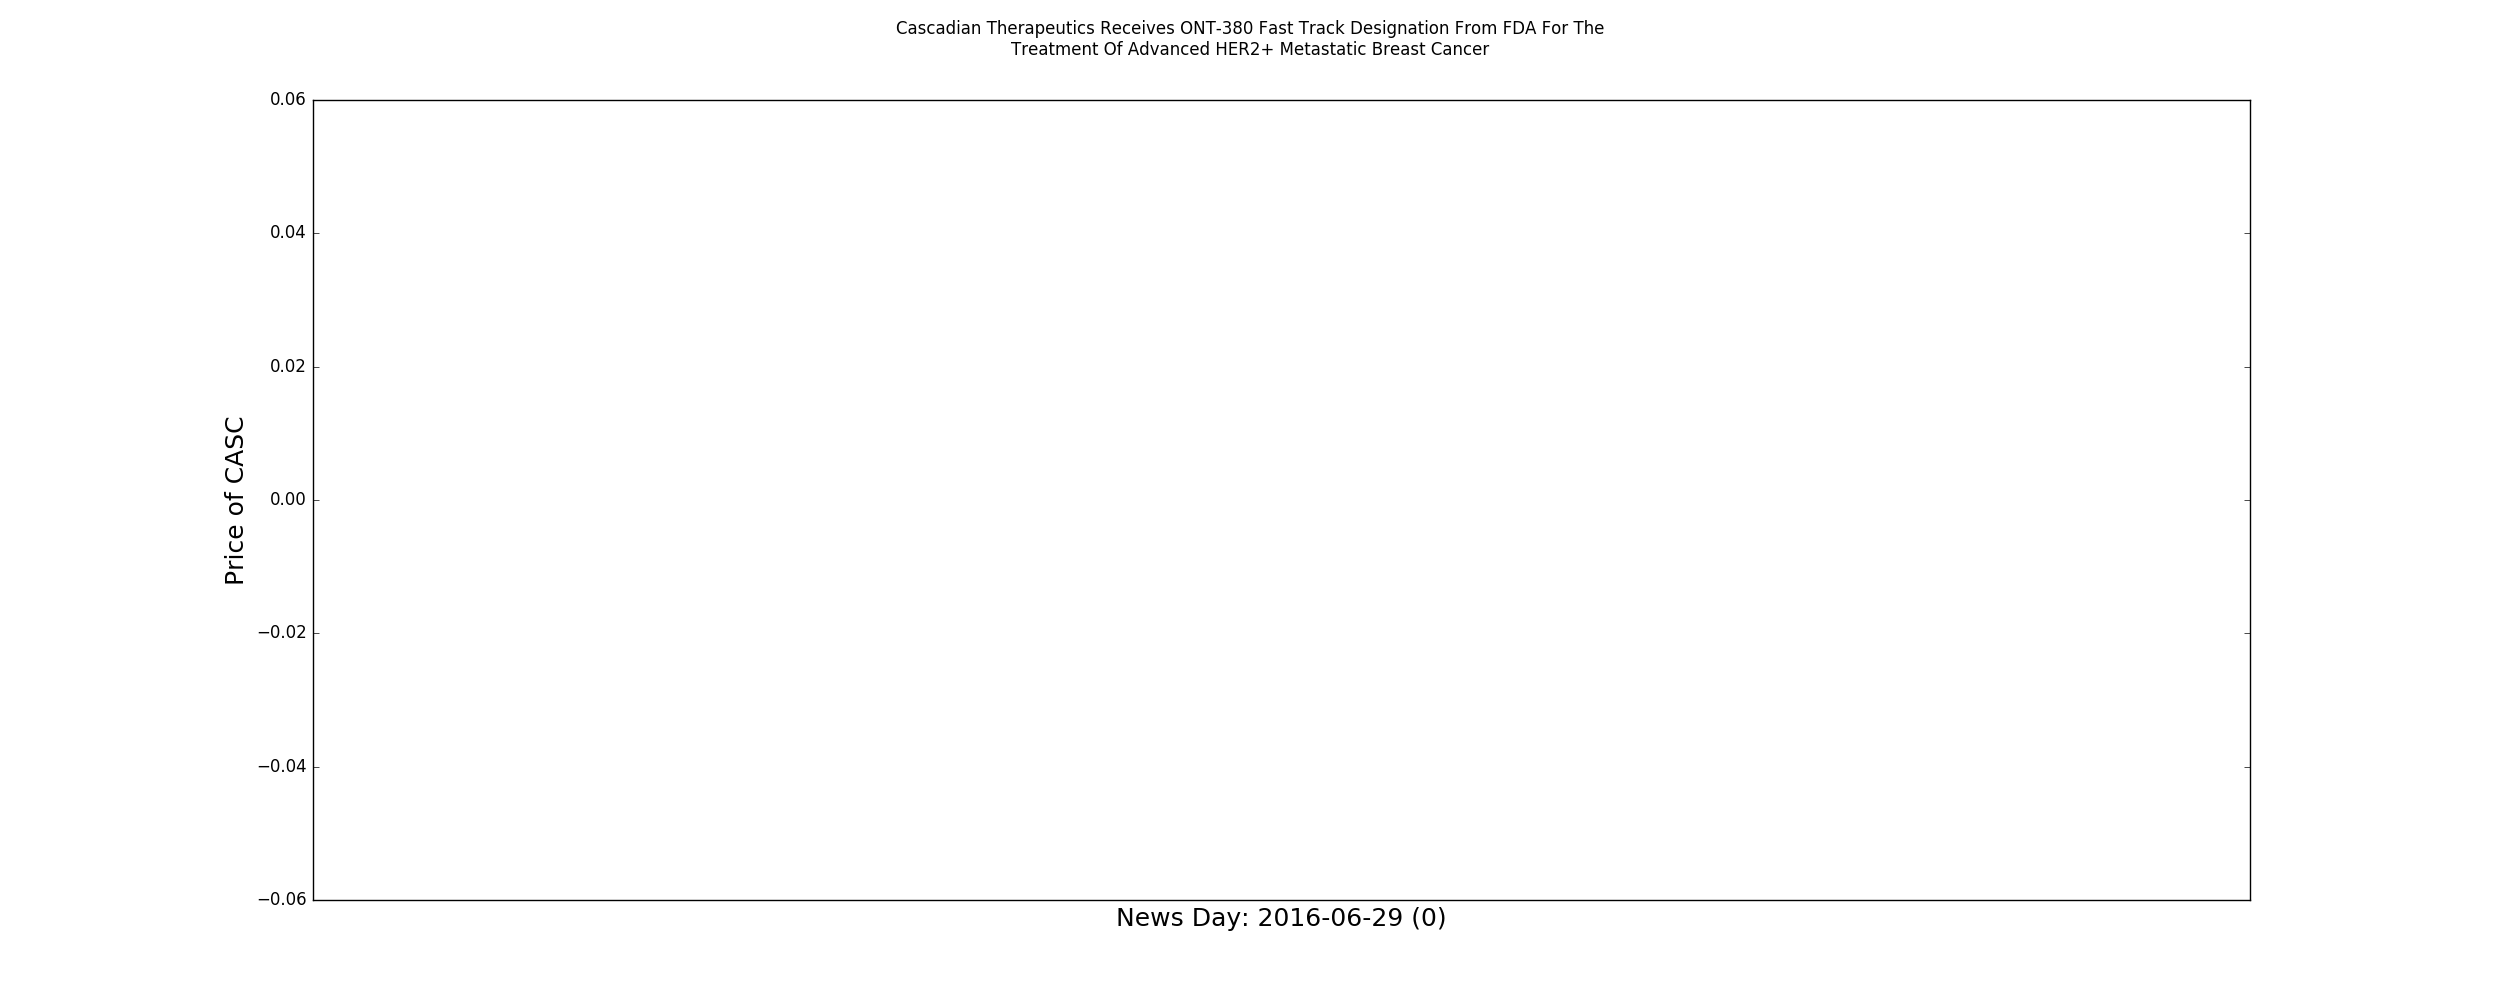 Cascadian Therapeutics Receives ONT-380 Fast Track Designation From FDA For The
Treatment Of Advanced HER2+ Metastatic Breast Cancer
0.06
0.04
0.02
0.00
−0.02
−0.04
−0.06
Price of CASC
News Day: 2016-06-29 (0)